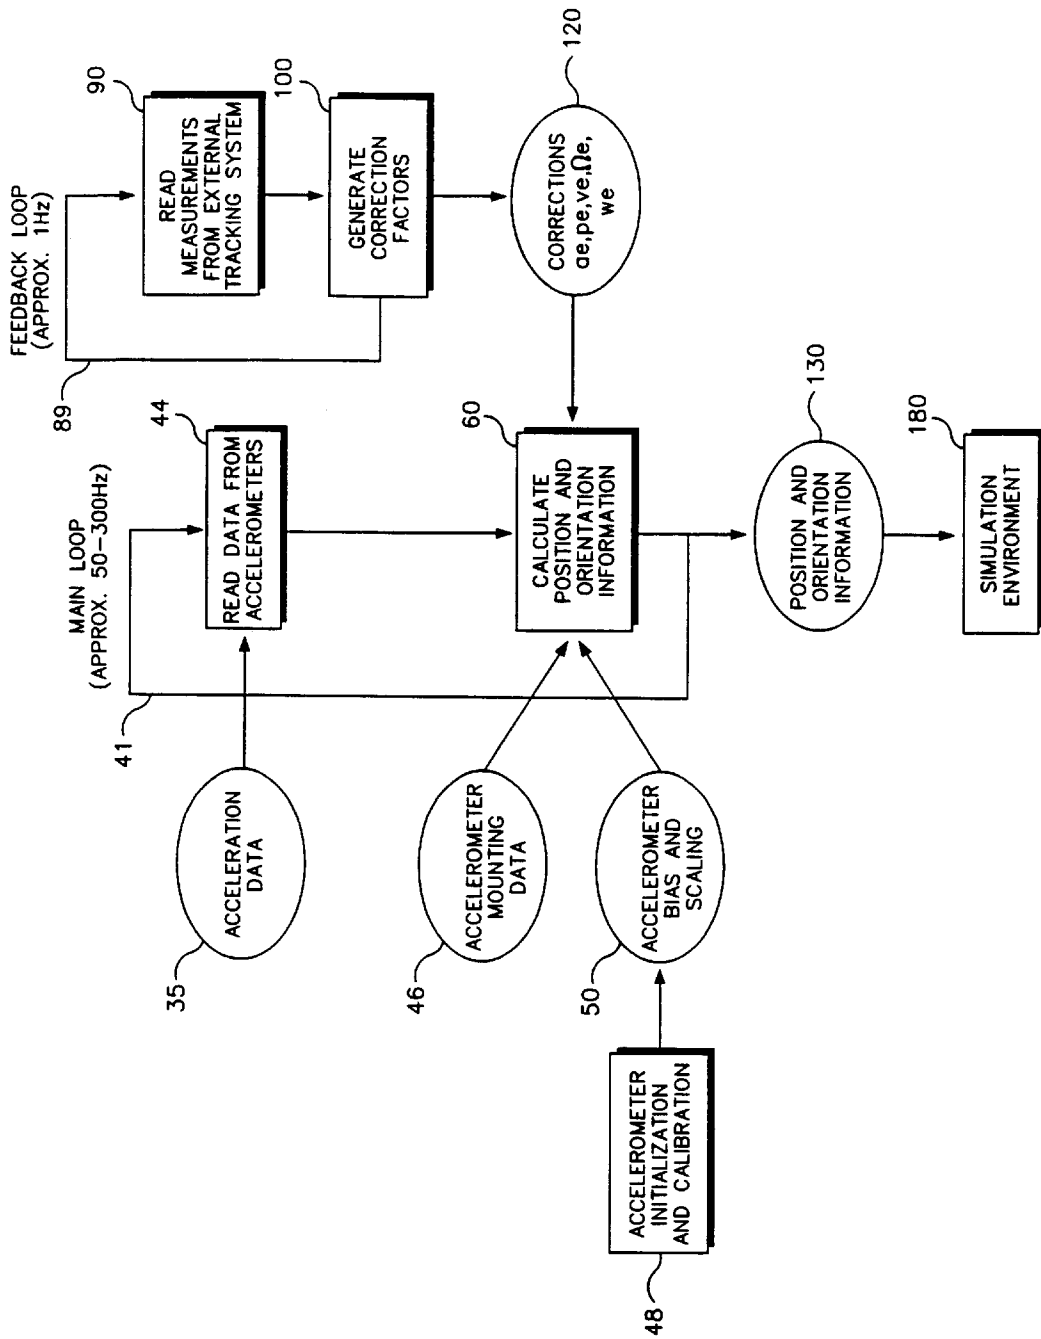 FEEDBACK LOOP
(APPROX. 1Hz)
89
90
READ
MEASUREMENTS
FROM EXTERNAL
TRACKING SYSTEM
100
GENERATE
CORRECTION
FACTORS
120
CORRECTIONS
ae,pe,ve,Ωe,
we
MAIN LOOP
(APPROX. 50-300Hz)
41
44
READ DATA FROM
ACCELEROMETERS
60
CALCULATE
POSITION AND
ORIENTATION
INFORMATION
130
POSITION AND
ORIENTATION
INFORMATION
180
SIMULATION
ENVIRONMENT
35
ACCELERATION
DATA
46
ACCELEROMETER
MOUNTING
DATA
50
ACCELEROMETER
BIAS AND
SCALING
48
ACCELEROMETER
INITIALIZATION
AND CALIBRATION